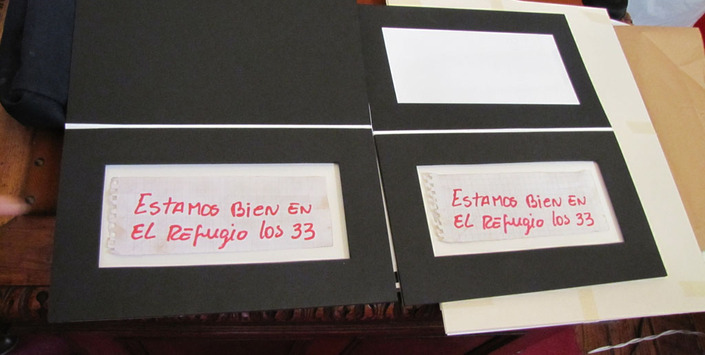 ESTAMOS BiEN EN
EL REFugio los 33
ESTAMOS BiEN EN
EL REFugio los 33